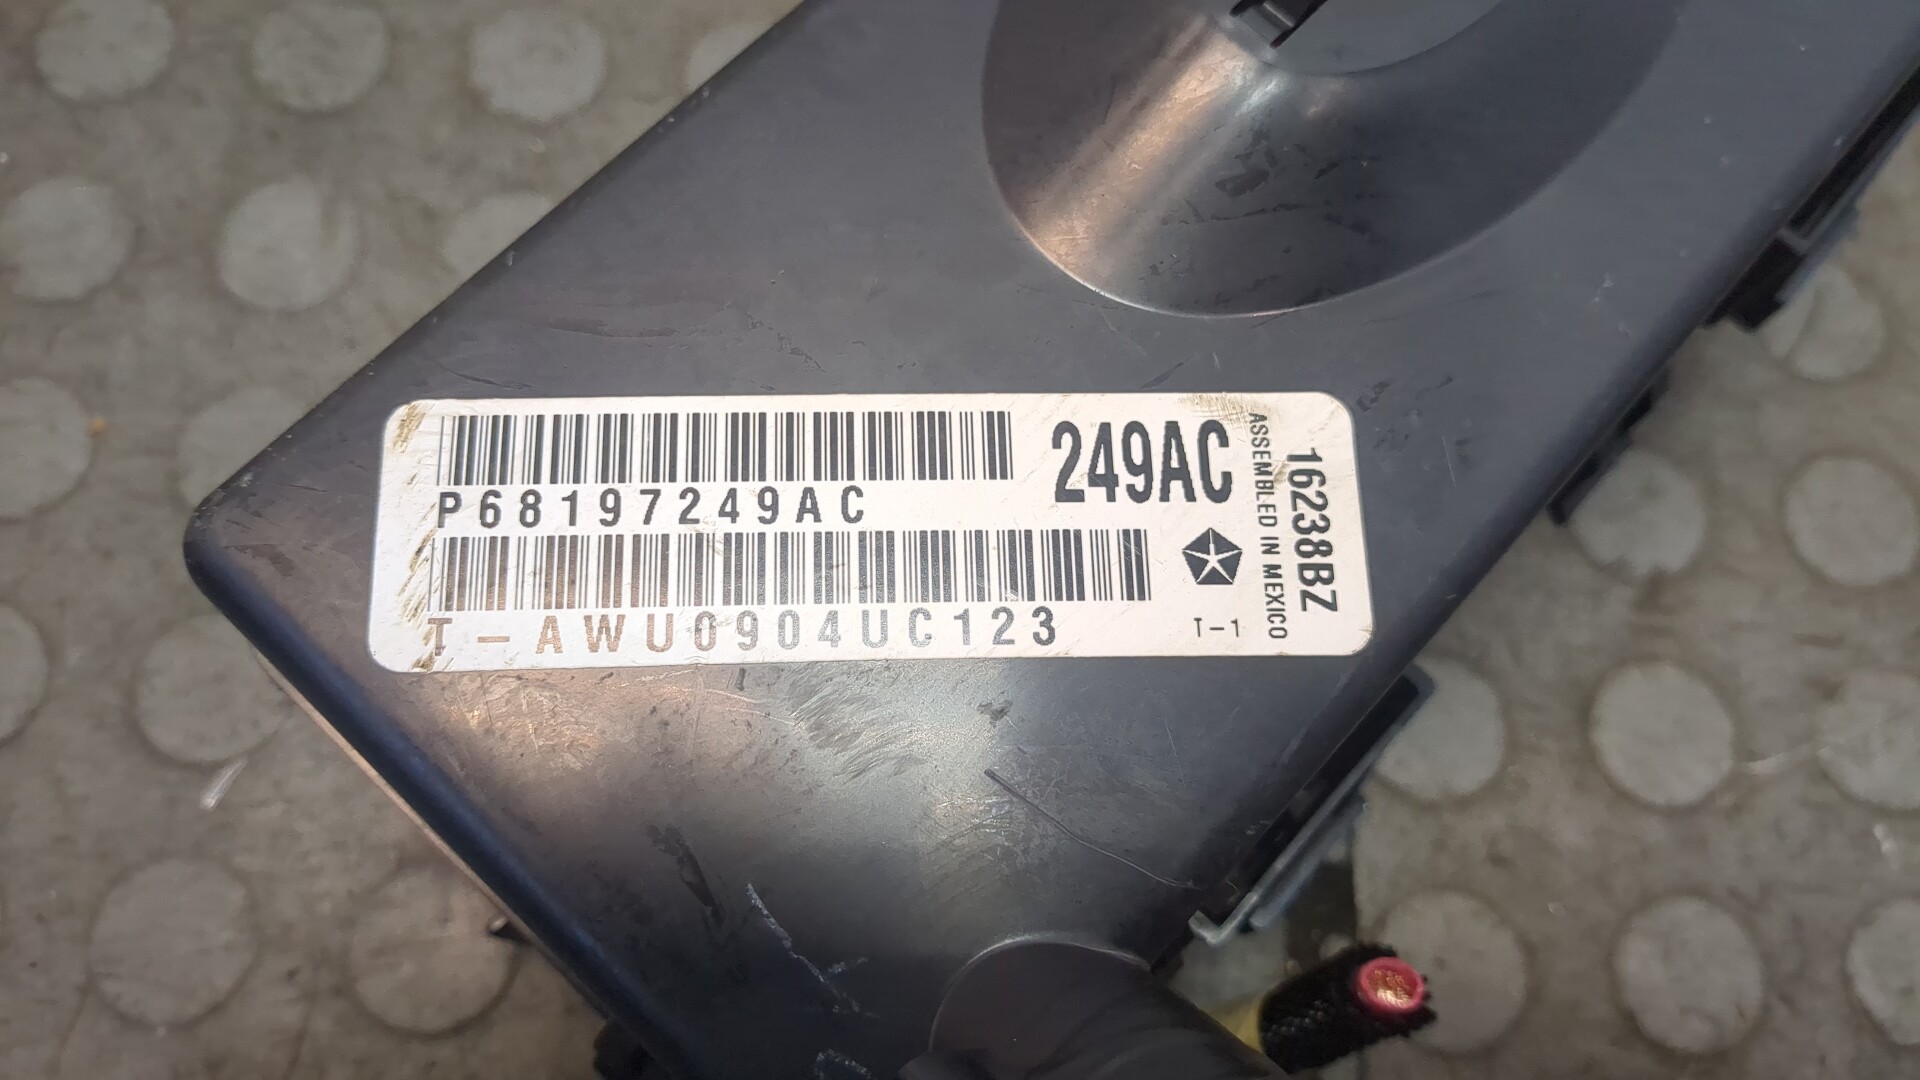 P68197249AC
249AC
T-AWU0904UC123
T-1
ASSEMBLED IN MEXICO
16238BZ